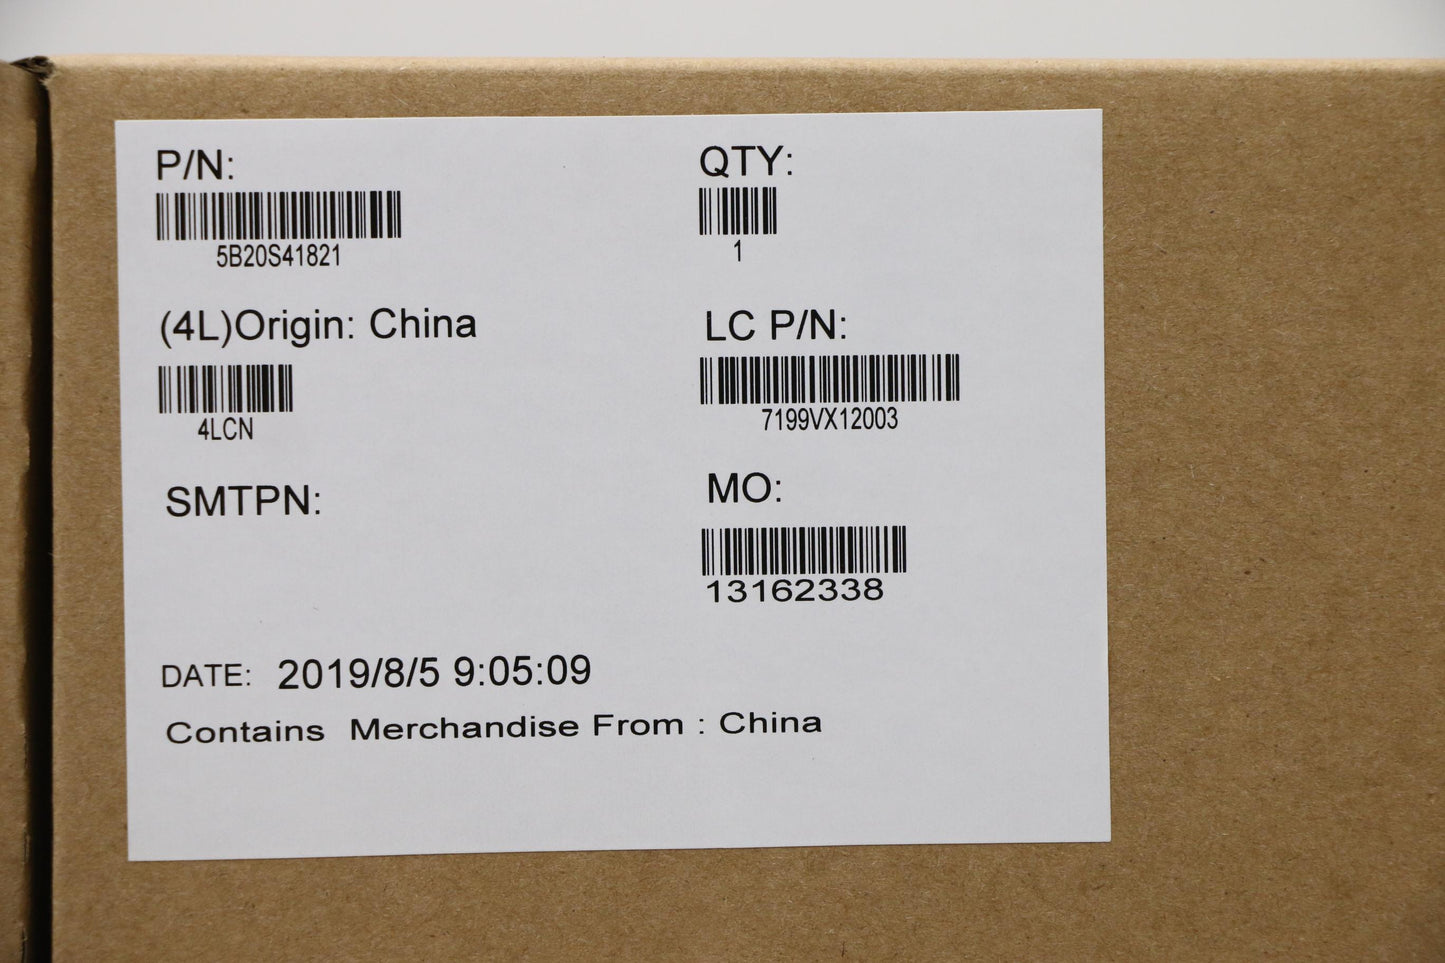 P/N:
5B20S41821
QTY:
1
(4L)Origin: China
4LCN
LC P/N:
7199VX12003
SMTPN:
MO:
13162338
DATE: 2019/8/5 9:05:09
Contains Merchandise From : China